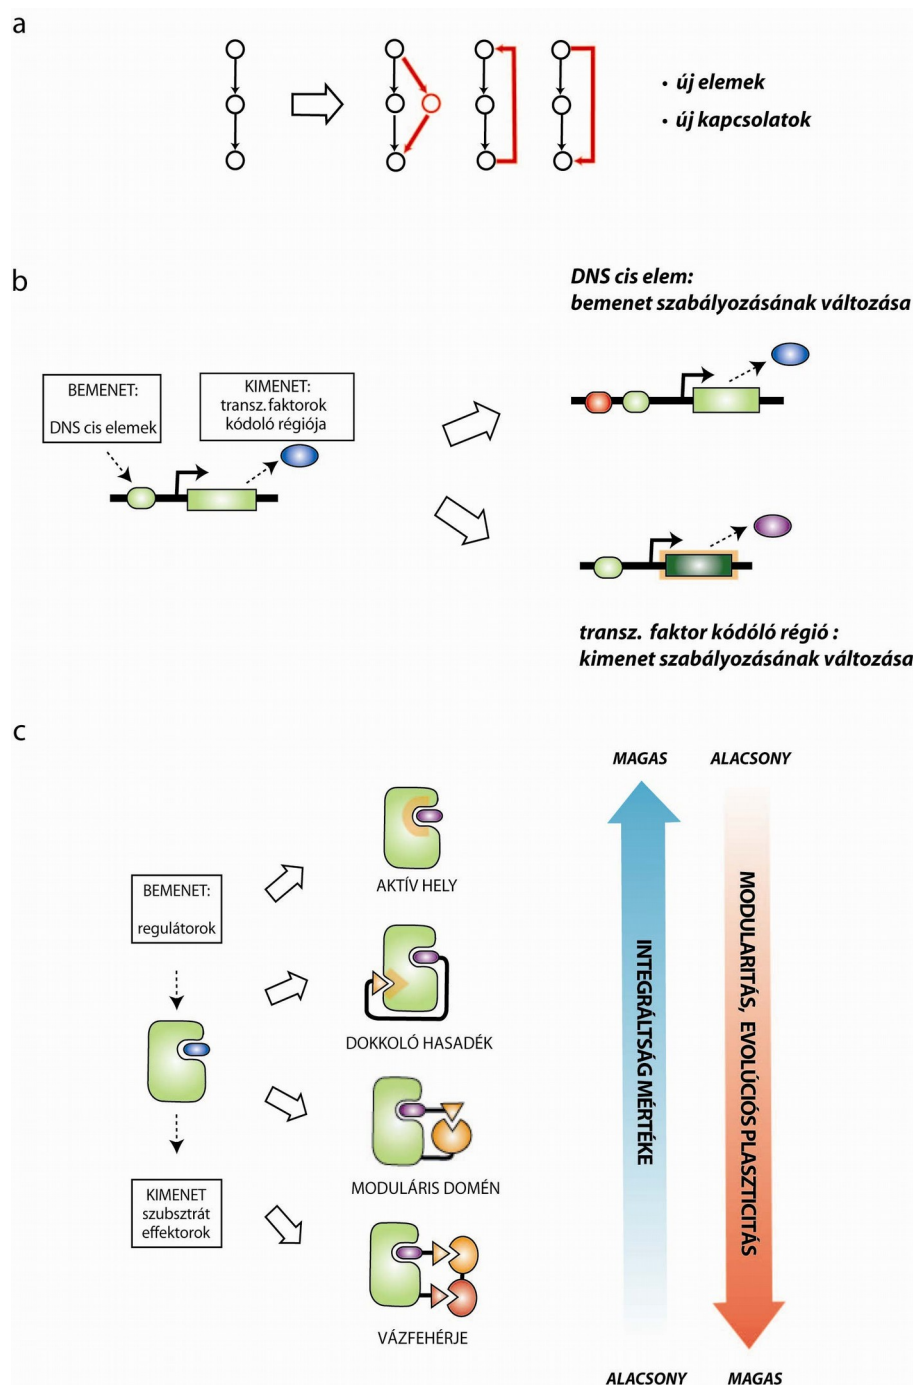 a
• új elemek
• új kapcsolatok
b
DNS cis elem:
bemenet szabályozásának változása
BEMENET:
DNS cis elemek
KIMENET:
transz. faktorok
kódoló régiója
transz. faktor kódóló régió :
kimenet szabályozásának változása
c
MAGAS
ALACSONY
BEMENET:
regulátorok
KIMENET
szubsztrát
effektorok
AKTÍV HELY
DOKKOLÓ HASADÉK
MODULÁRIS DOMÉN
VÁZFEHÉRJE
INTEGRÁLTSÁG MÉRTÉKE
MODULARITÁS, EVOLÚCIÓS PLASZTICITÁS
ALACSONY
MAGAS